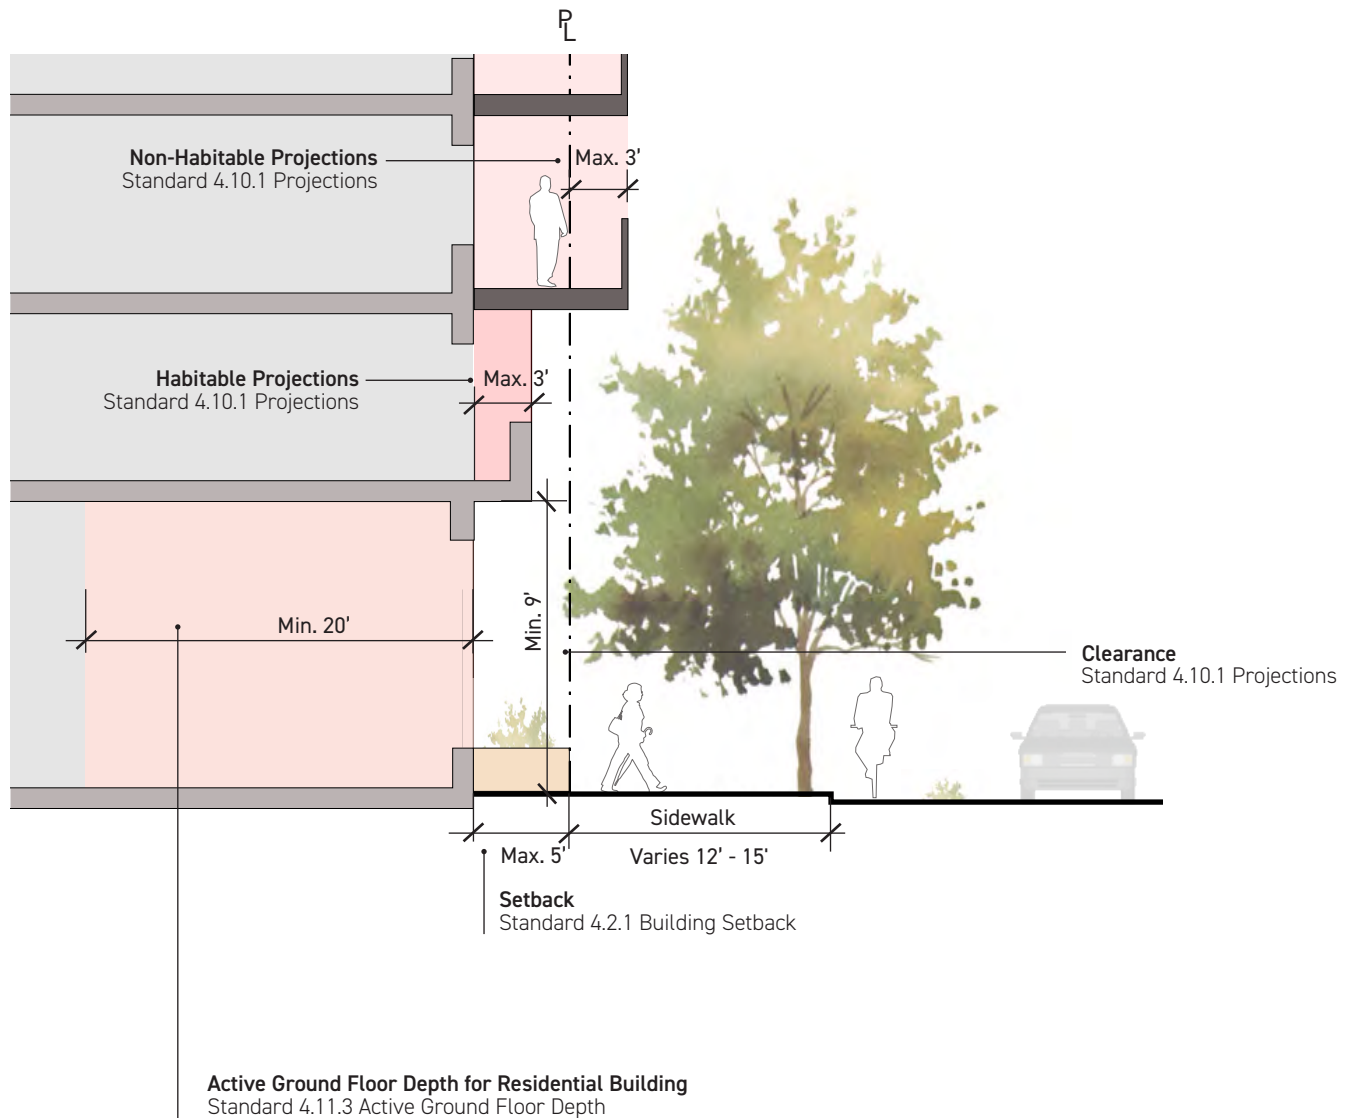 PL
Non-Habitable Projections
Standard 4.10.1 Projections
Max. 3'
Habitable Projections
Standard 4.10.1 Projections
Max. 3'
Min. 20'
Min. 9'
Clearance
Standard 4.10.1 Projections
Sidewalk
Max. 5'
Varies 12' - 15'
Setback
Standard 4.2.1 Building Setback
Active Ground Floor Depth for Residential Building
Standard 4.11.3 Active Ground Floor Depth